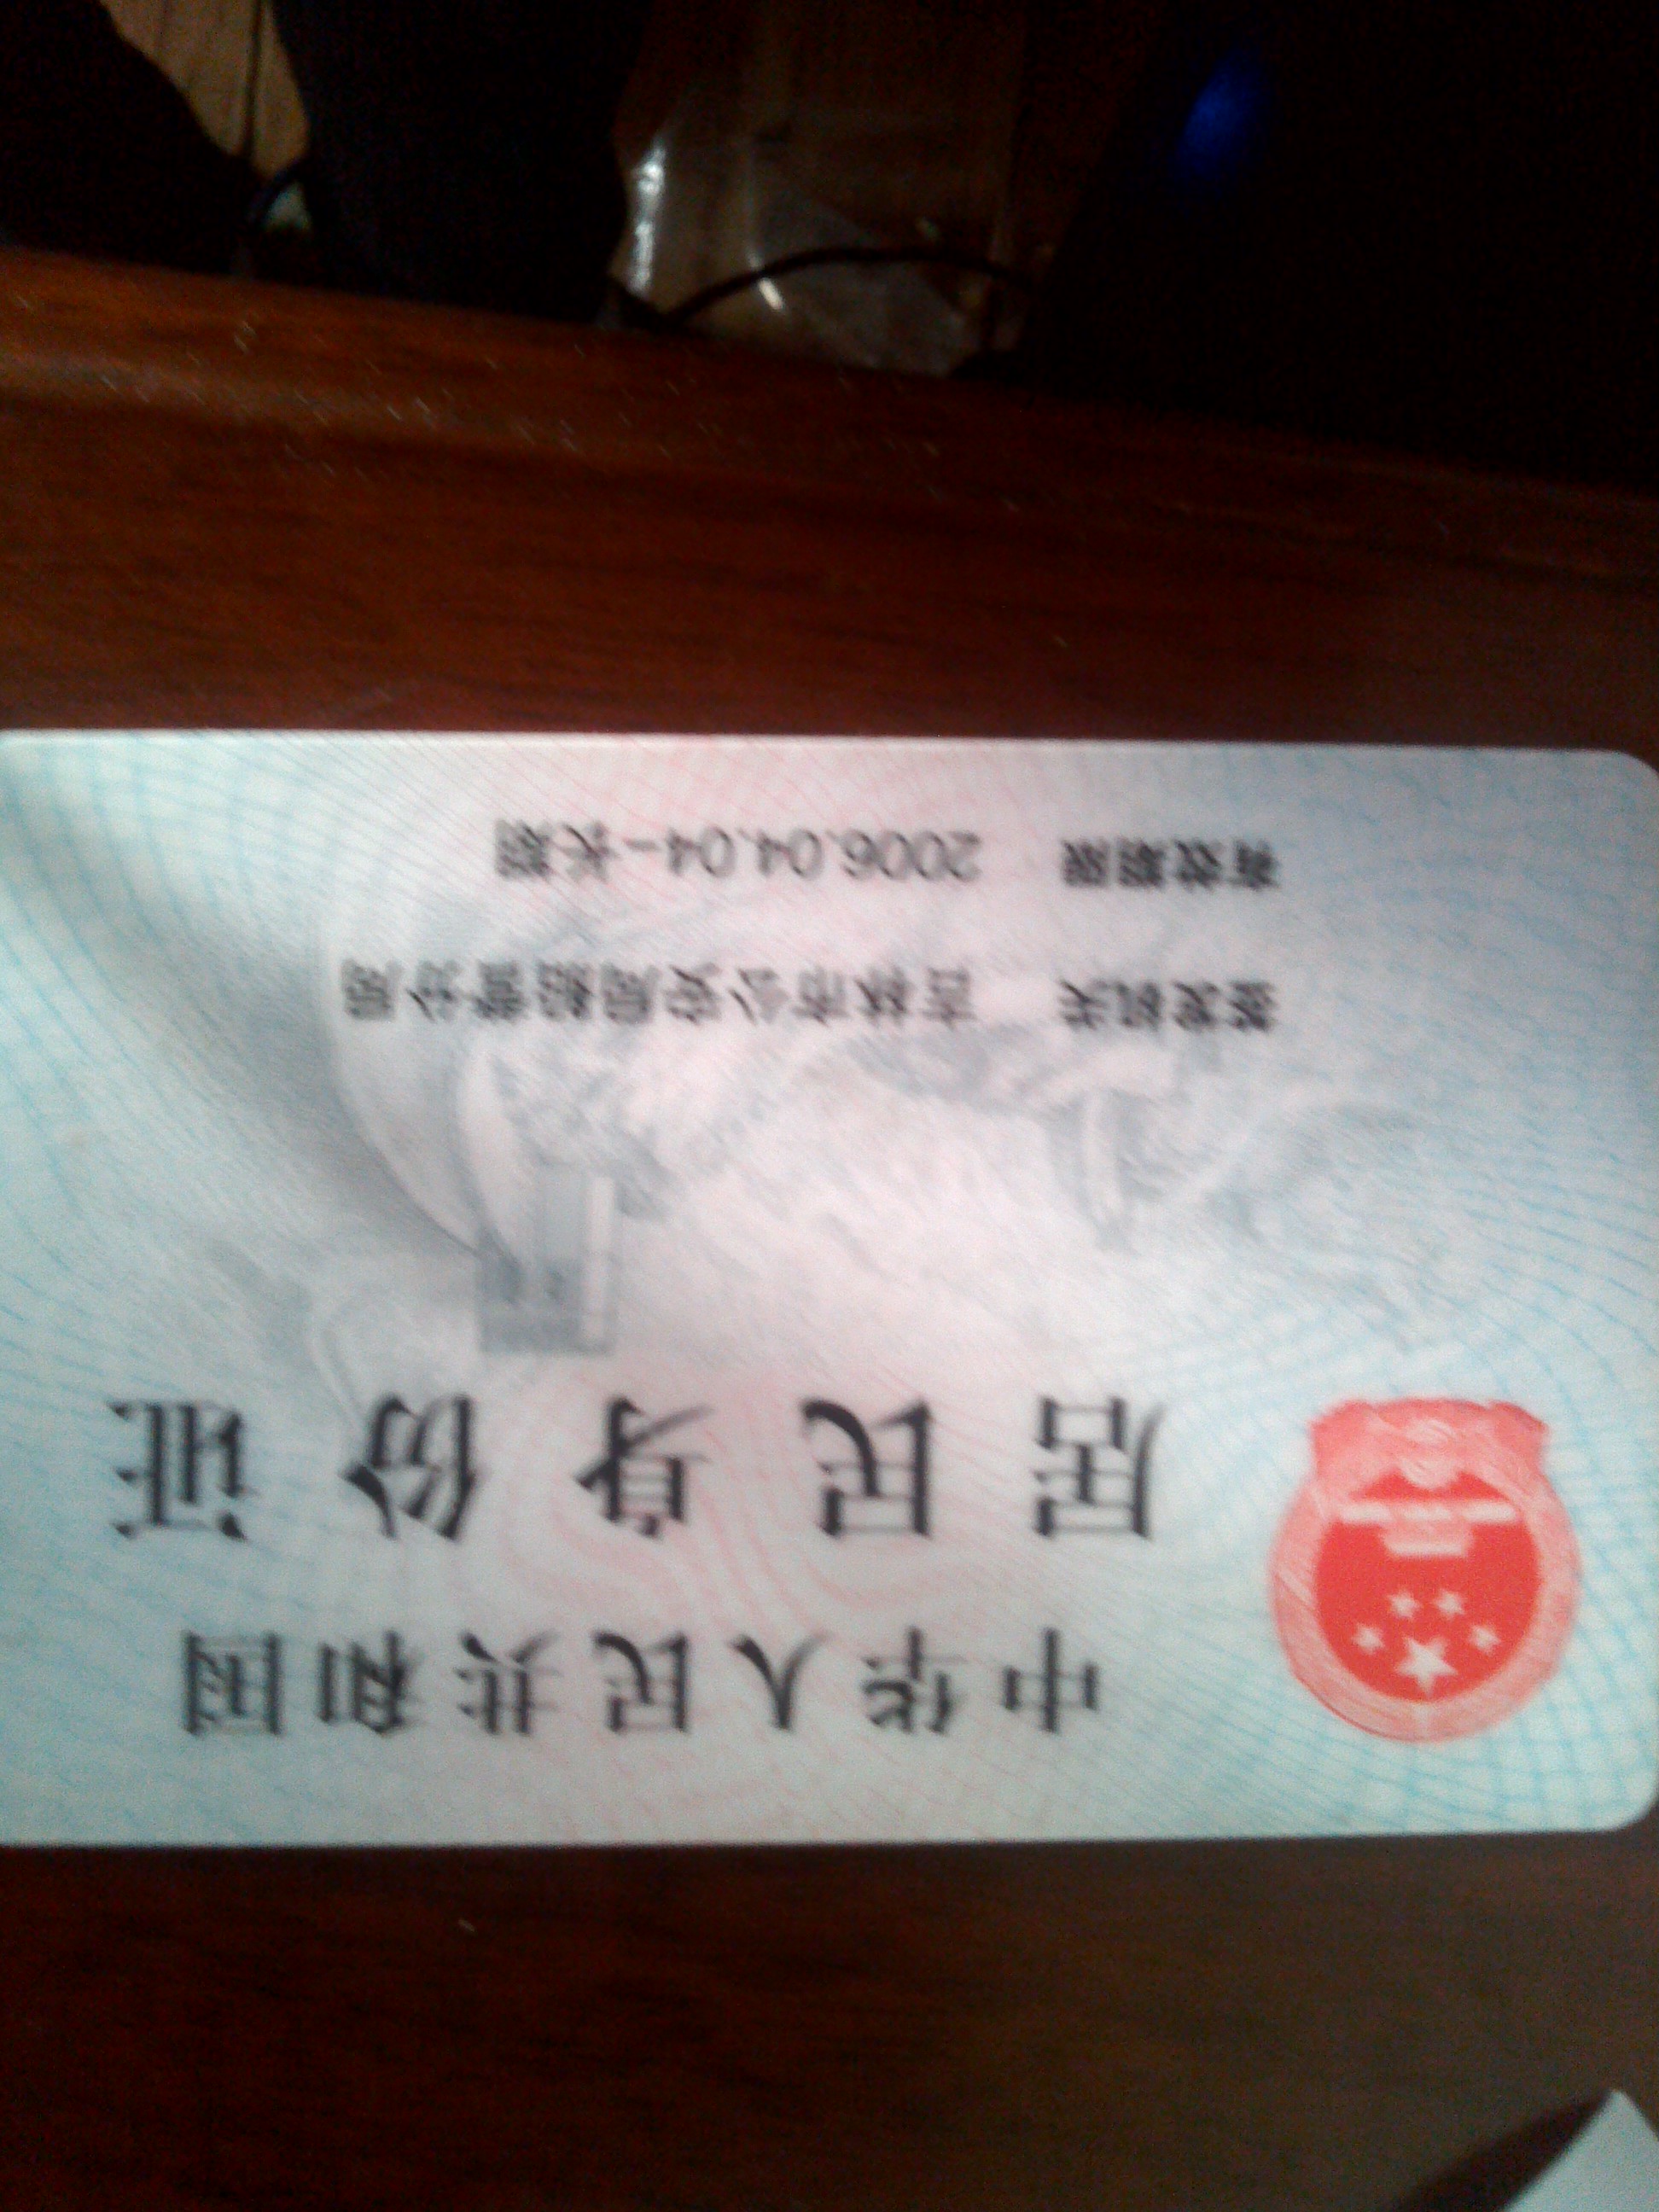 中华人民共和国
居民身份证
签发机关 吉林市公安局船营分局
有效期限 2006.04.04-长期